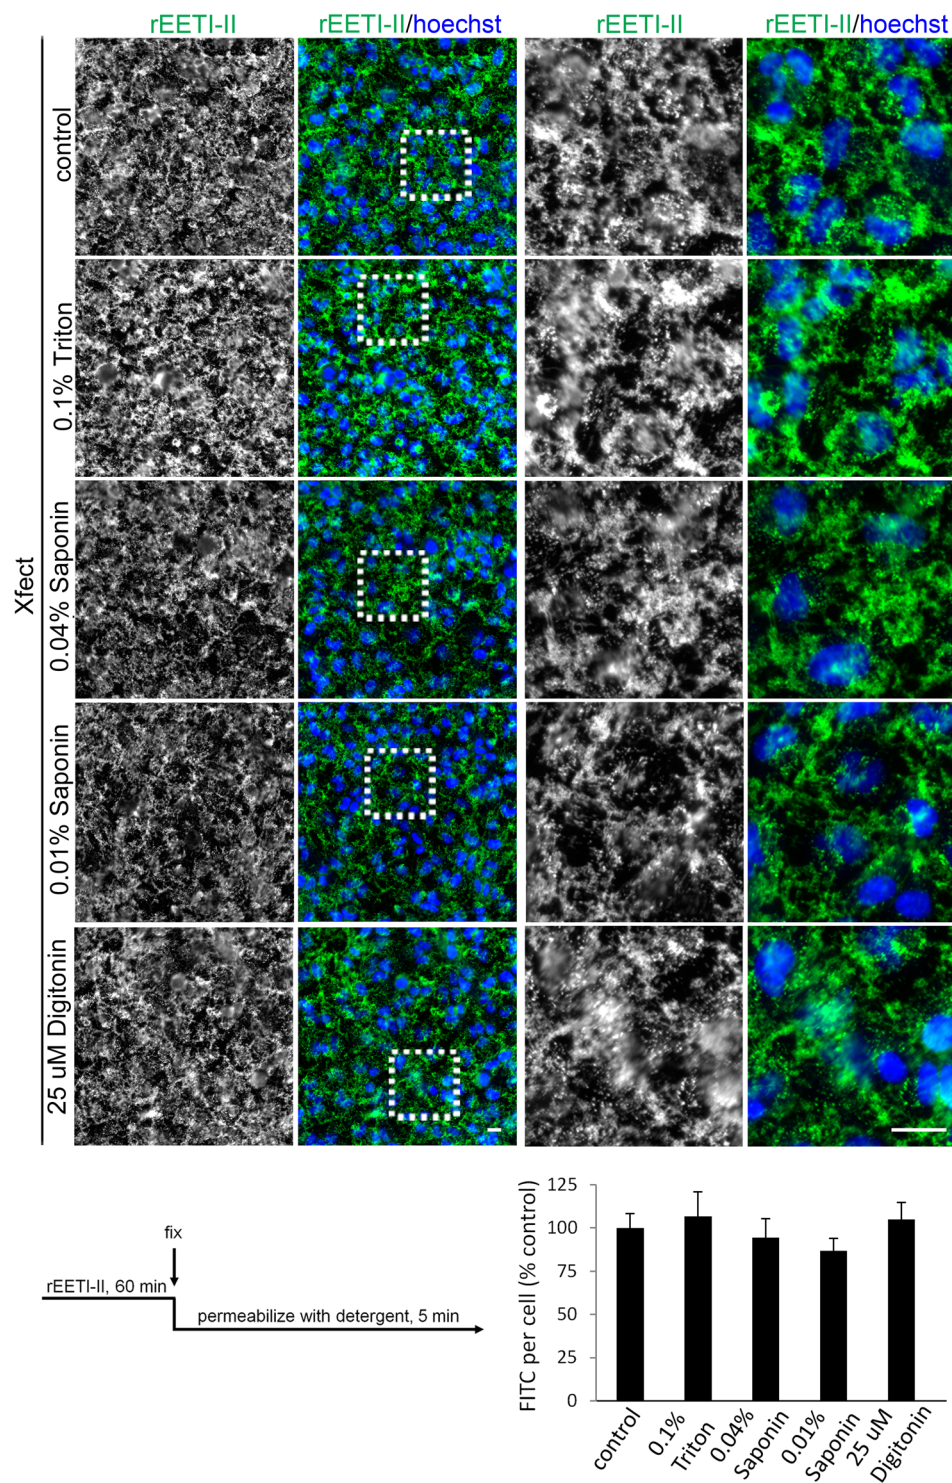 rEETI-II rEETI-II/hoechst rEETI-II rEETI-II/hoechst
Xfect
control
0.1% Triton
0.04% Saponin
0.01% Saponin
25 uM Digitonin
fix
rEETI-II, 60 min
permeabilize with detergent, 5 min
FITC per cell (% control)
125
100
75
50
25
0
control
0.1%
Triton
0.04%
Saponin
0.01%
Saponin
25 uM
Digitonin